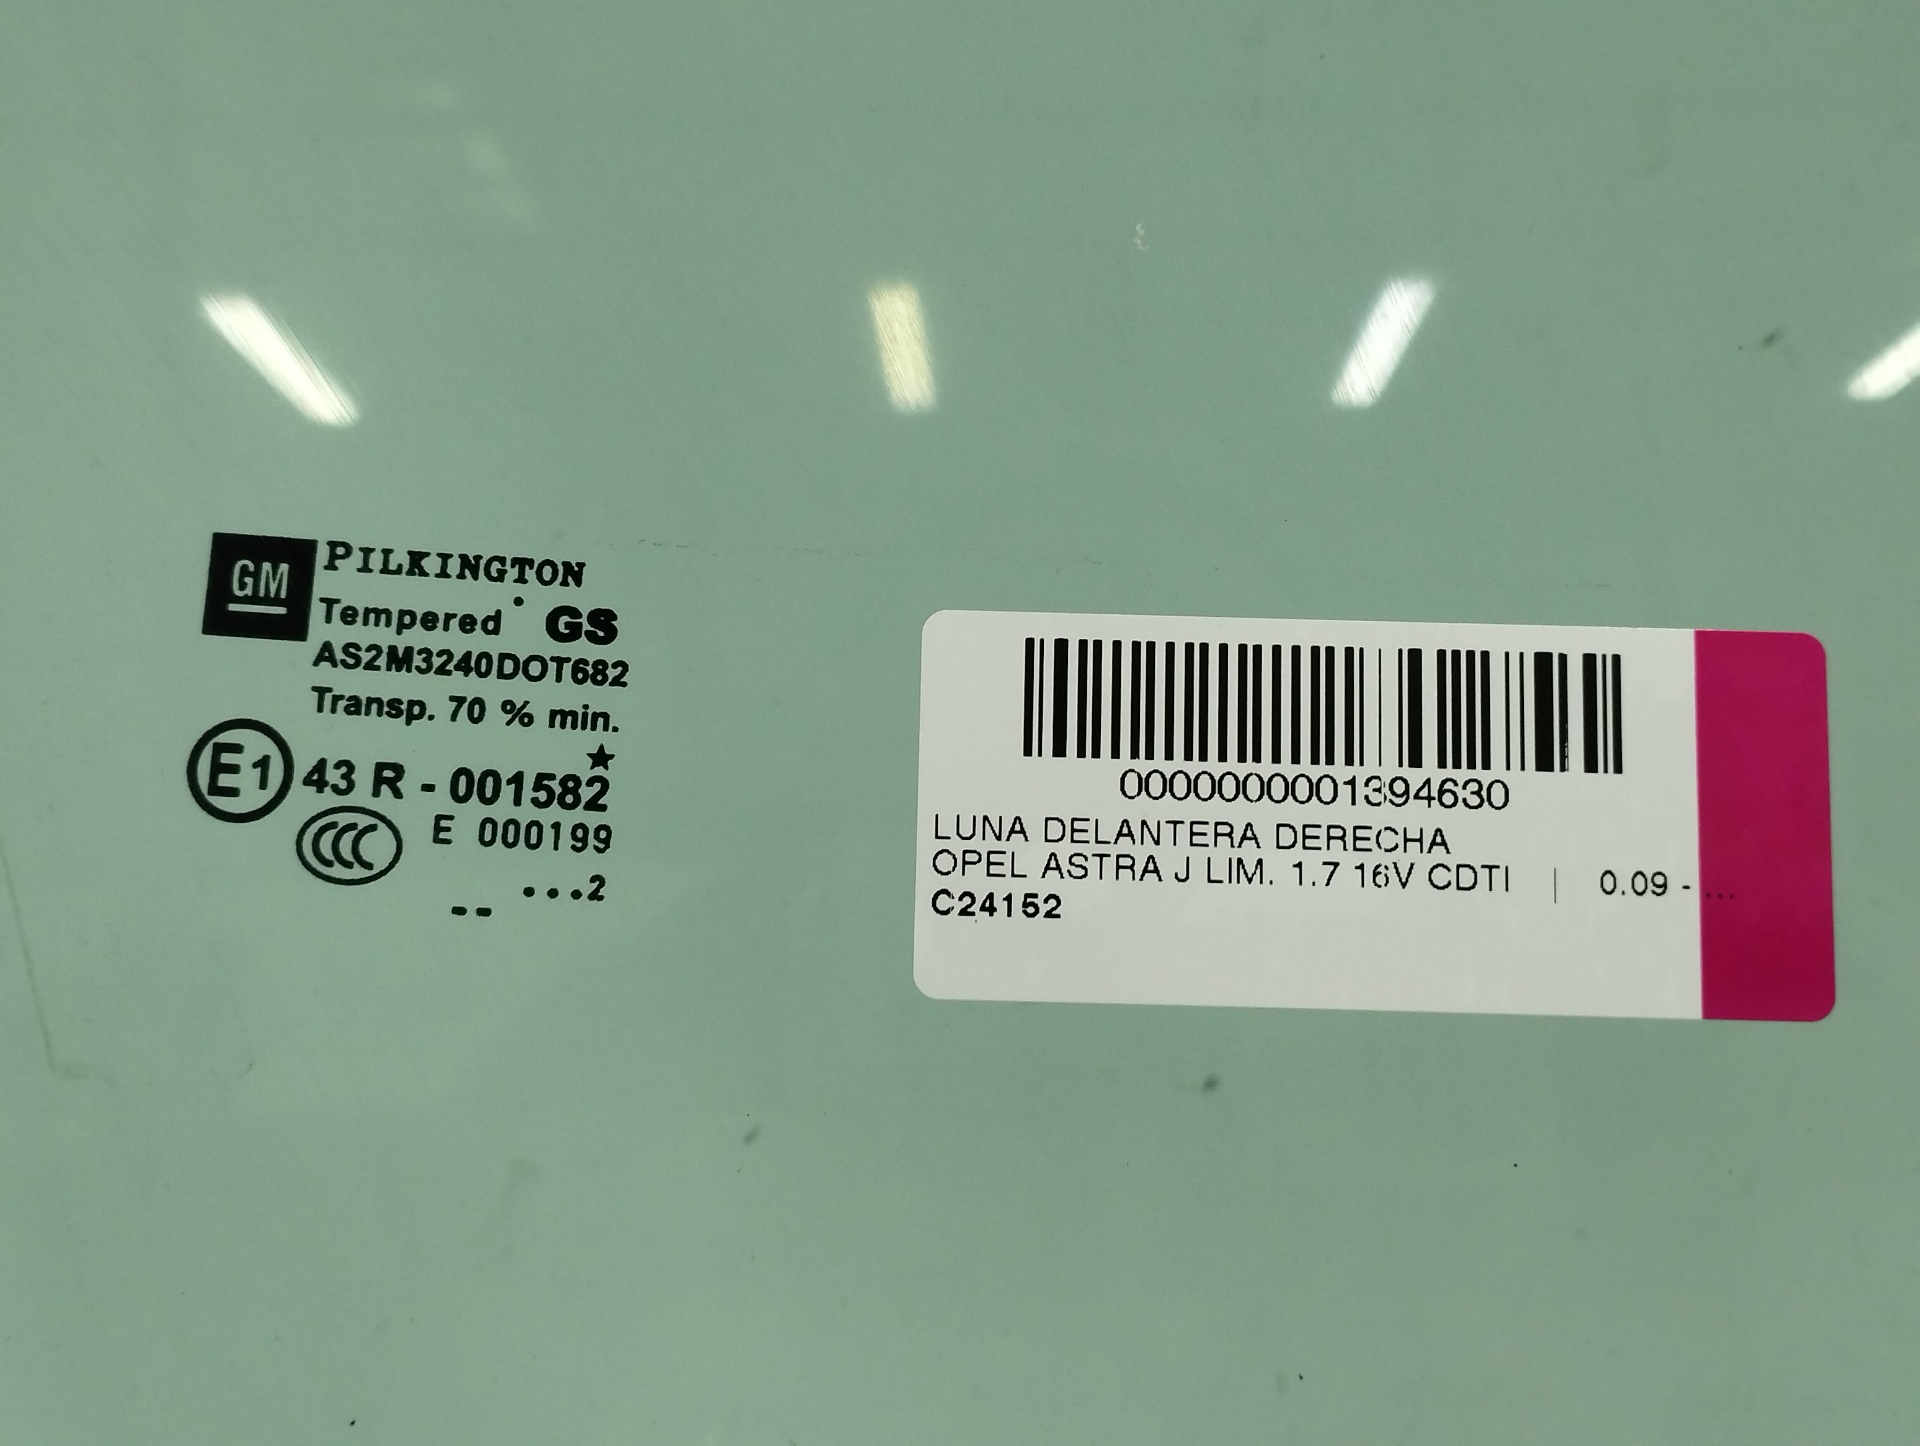 GM
PILKINGTON
Tempered GS
AS2M3240DOT682
Transp. 70 % min.
E1 43 R - 001582
CCC E 000199
...2
--
0000000001394630
LUNA DELANTERA DERECHA
OPEL ASTRA J LIM. 1.7 16V CDTI | 0.09 - ...
C24152